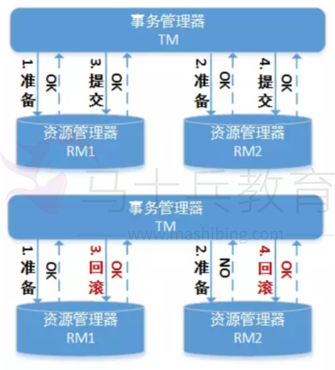 事务管理器
TM
1.准备
OK
3.提交
OK
2.准备
OK
4.提交
OK
资源管理器
RM1
资源管理器
RM2
马士兵教育
www.mashibing.com
事务管理器
TM
1.准备
OK
3.回滚
OK
2.准备
NO
4.回滚
OK
资源管理器
RM1
资源管理器
RM2